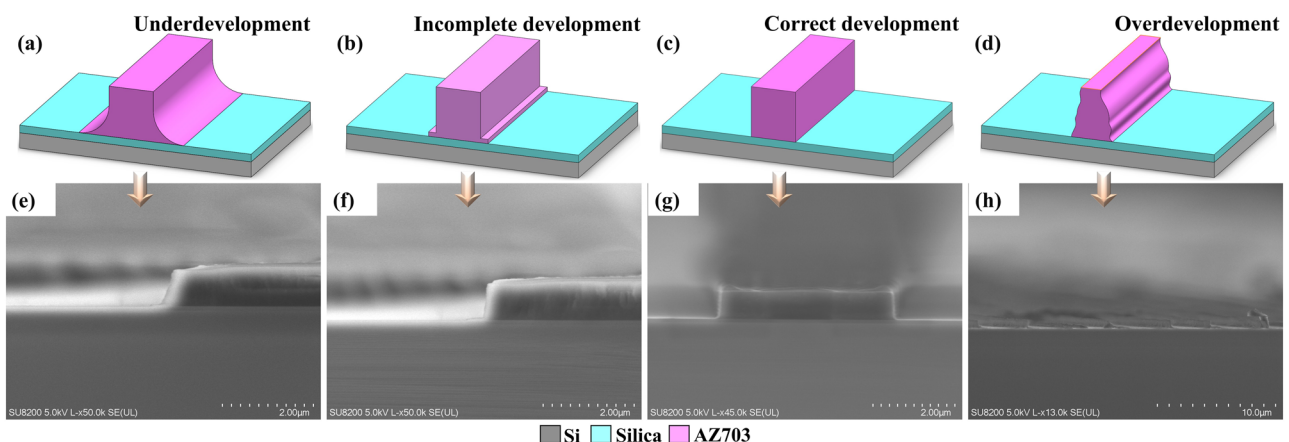 Underdevelopment
Incomplete development
Correct development
Overdevelopment
(a)
(b)
(c)
(d)
(e)
(f)
(g)
(h)
SU8200 5.0kV L-x50.0k SE(UL) 2.00μm
SU8200 5.0kV L-x50.0k SE(UL) 2.00μm
SU8200 5.0kV L-x45.0k SE(UL) 2.00μm
SU8200 5.0kV L-x13.0k SE(UL) 10.0μm
Si Silica AZ703